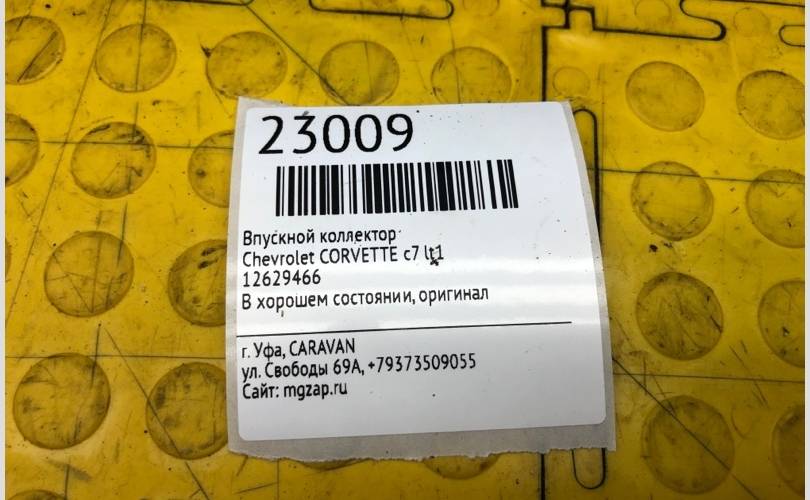 23009
Впускной коллектор
Chevrolet CORVETTE c7 lt1
12629466
В хорошем состоянии, оригинал
г. Уфа, CARAVAN
ул. Свободы 69А, +79373509055
Сайт: mgzap.ru